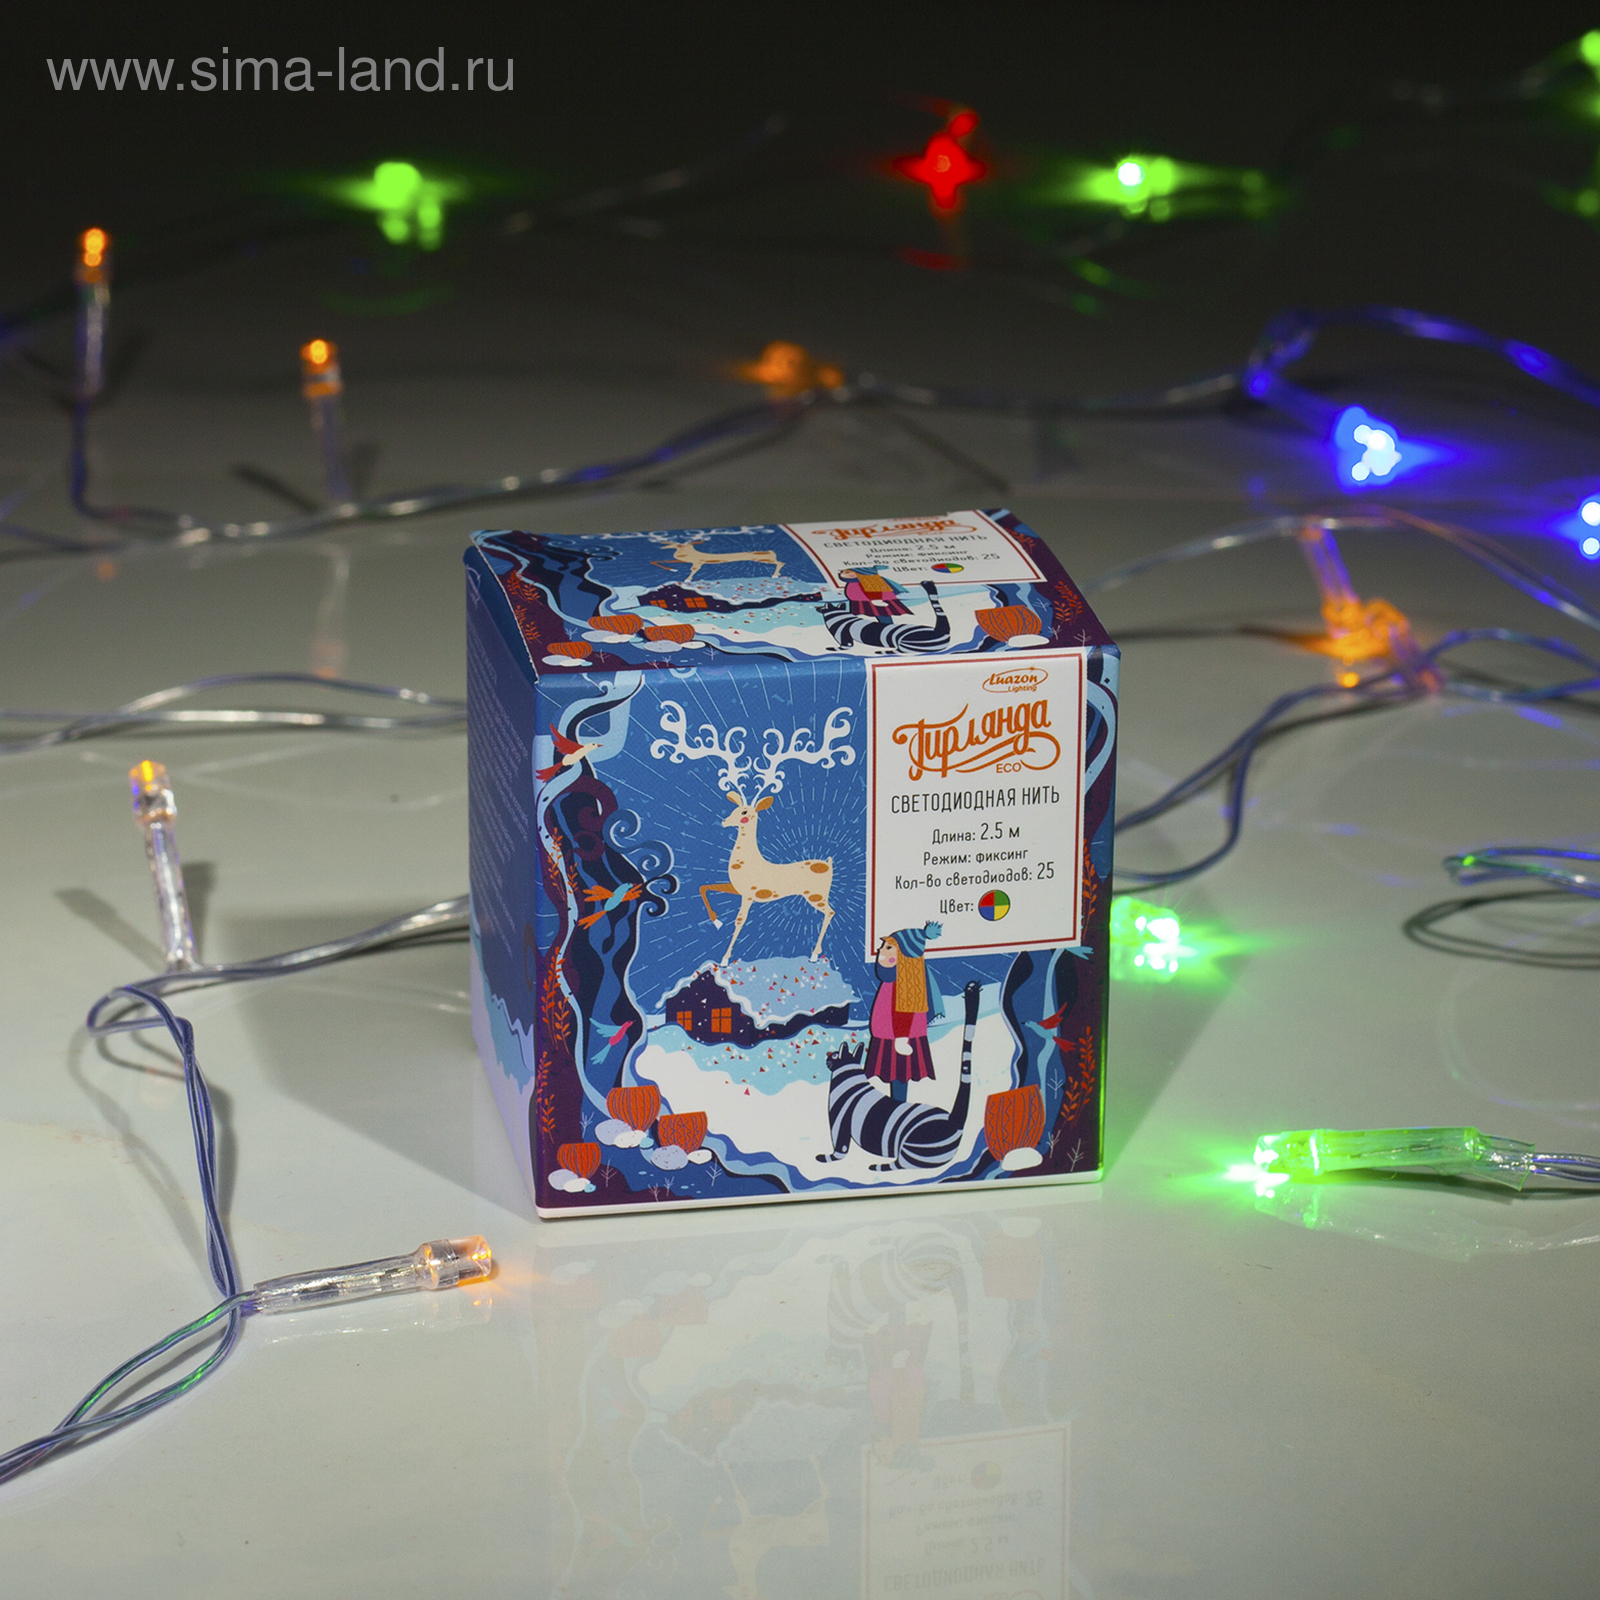 www.sima-land.ru
Гирлянда
СВЕТОДИОДНАЯ НИТЬ
Длина: 2.5 м
Режим: фиксинг
Кол-во светодиодов: 25
Цвет:
Luazon
Lighting
Гирлянда
ECO
СВЕТОДИОДНАЯ НИТЬ
Длина: 2.5 м
Режим: фиксинг
Кол-во светодиодов: 25
Цвет: